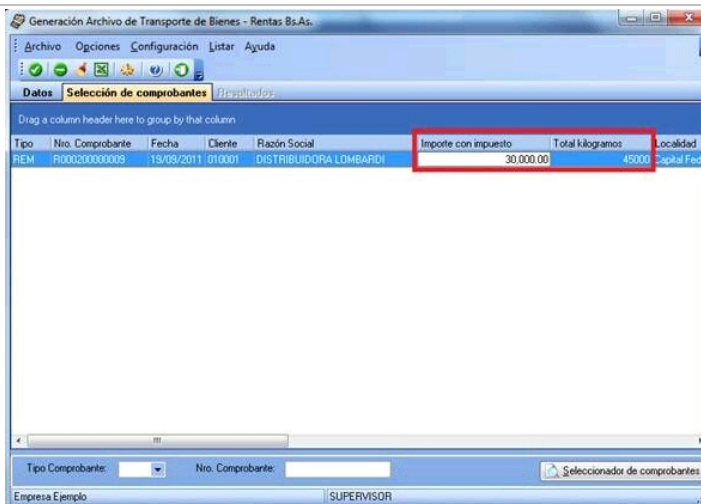 Generación Archivo de Transporte de Bienes - Rentas Bs.As.
Archivo Opciones Configuración Listar Ayuda
Datos Selección de comprobantes Resultados
Drag a column header here to group by that column
Tipo Nro. Comprobante Fecha Cliente Razón Social Importe con impuesto Total kilogramos Localidad
REM R000200000009 19/09/2011 010001 DISTRIBUIDORA LOMBARDI 30,000.00 45000 Capital Fed
Tipo Comprobante: Nro. Comprobante: Seleccionador de comprobantes
Empresa Ejemplo SUPERVISOR